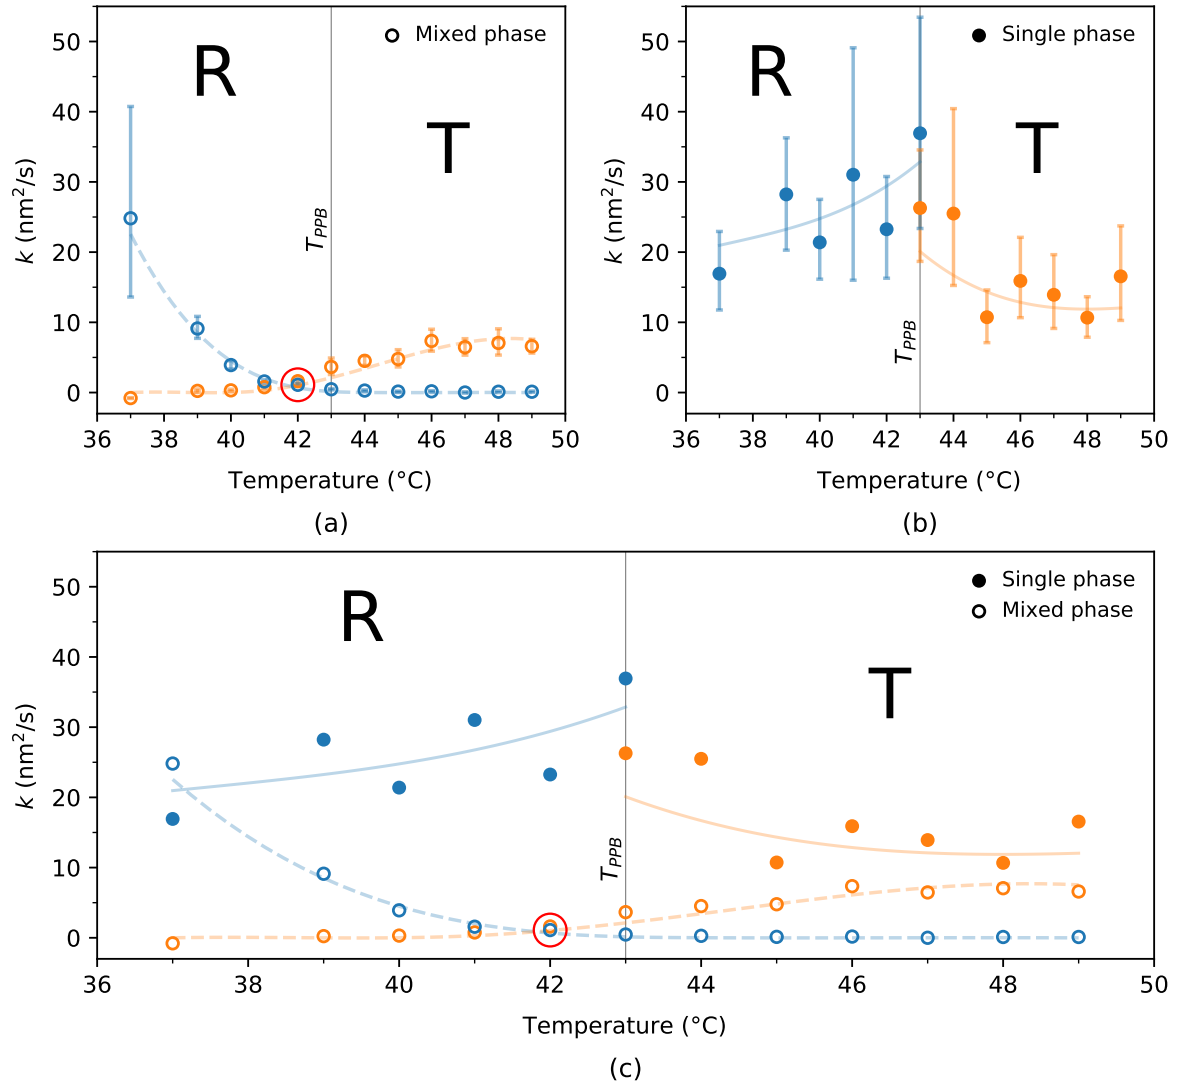 Mixed phase
R
T
T_PPB
k (nm²/s)
50
40
30
20
10
0
36 38 40 42 44 46 48 50
Temperature (°C)
(a)
Single phase
R
T
T_PPB
k (nm²/s)
50
40
30
20
10
0
36 38 40 42 44 46 48 50
Temperature (°C)
(b)
Single phase
Mixed phase
R
T
T_PPB
k (nm²/s)
50
40
30
20
10
0
36 38 40 42 44 46 48 50
Temperature (°C)
(c)